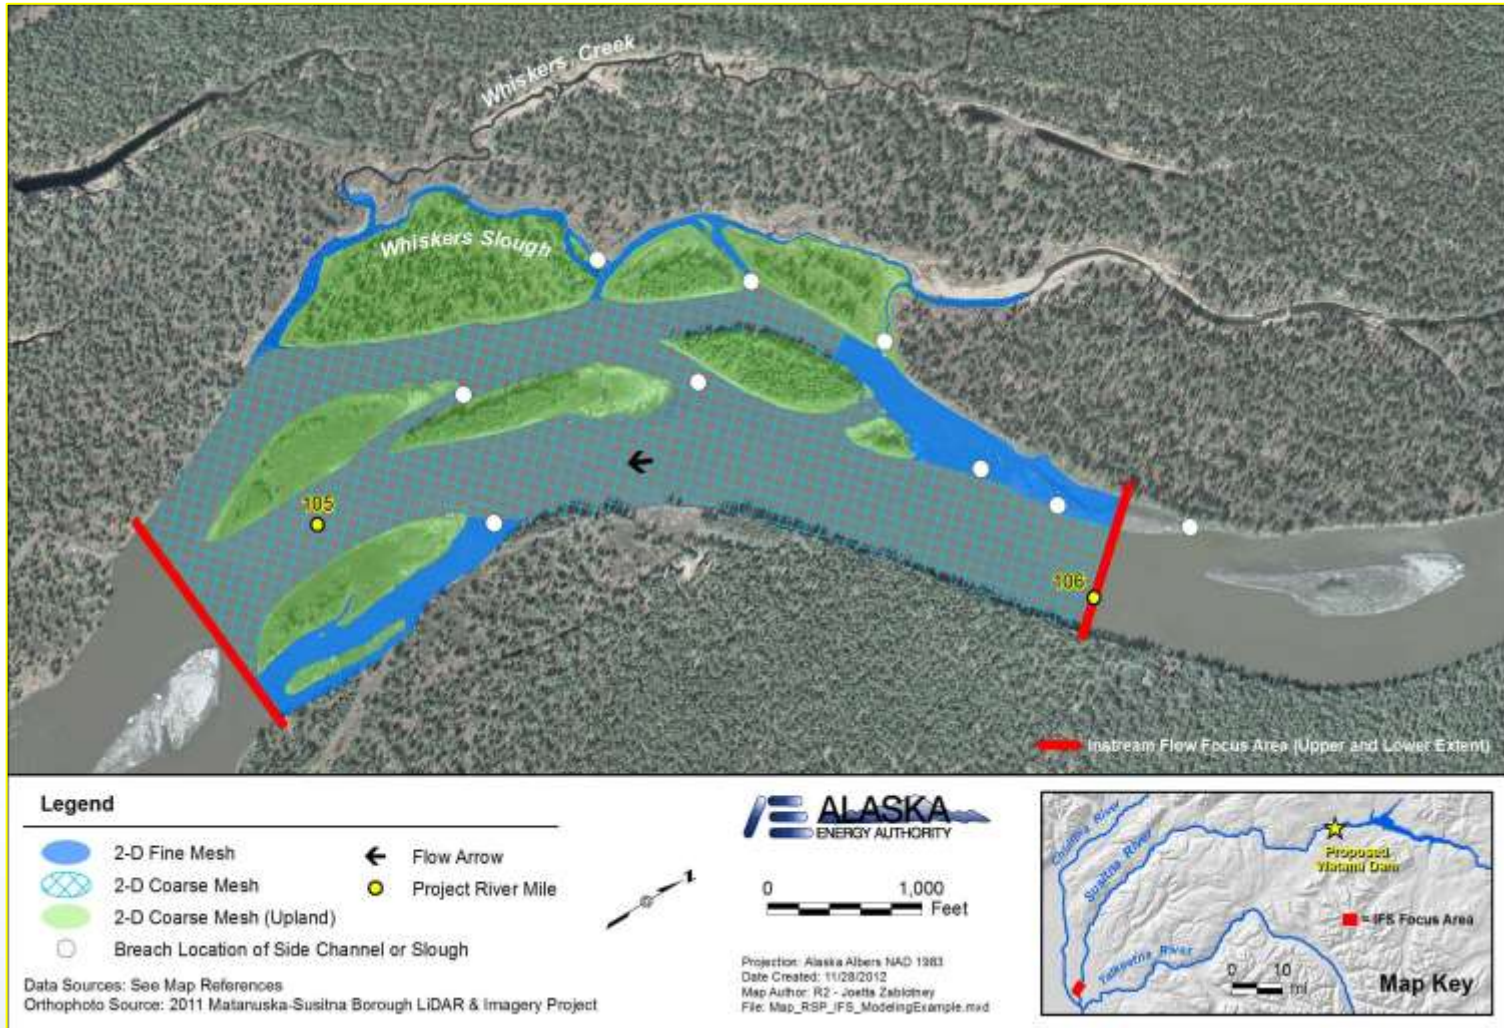 Whiskers Creek
Whiskers Slough
105
106
Instream Flow Focus Area (Upper and Lower Extent)
Legend
2-D Fine Mesh
2-D Coarse Mesh
2-D Coarse Mesh (Upland)
Breach Location of Side Channel or Slough
Flow Arrow
Project River Mile
Data Sources: See Map References
Orthophoto Source: 2011 Matanuska-Susitna Borough LiDAR & Imagery Project
z
ALASKA
ENERGY AUTHORITY
0 1,000
Feet
Projection: Alaska Albers NAD 1983
Date Created: 11/28/2012
Map Author: R2 - Joetta Zablotney
File: Map_RSP_IFS_ModelingExample.mxd
Chulitna River
Susitna River
Talkeetna River
Proposed
Watana Dam
= IFS Focus Area
0 10
mi
Map Key